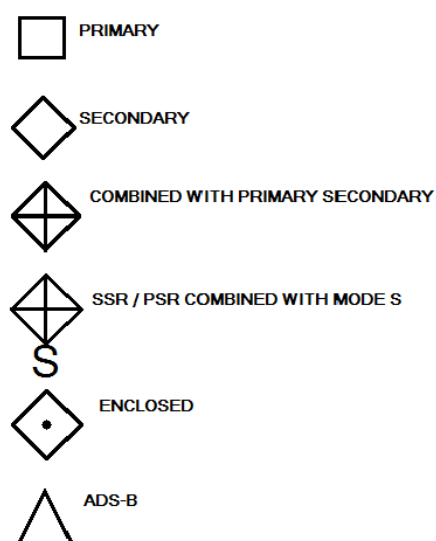 PRIMARY
SECONDARY
COMBINED WITH PRIMARY SECONDARY
SSR / PSR COMBINED WITH MODE S
S
ENCLOSED
ADS-B